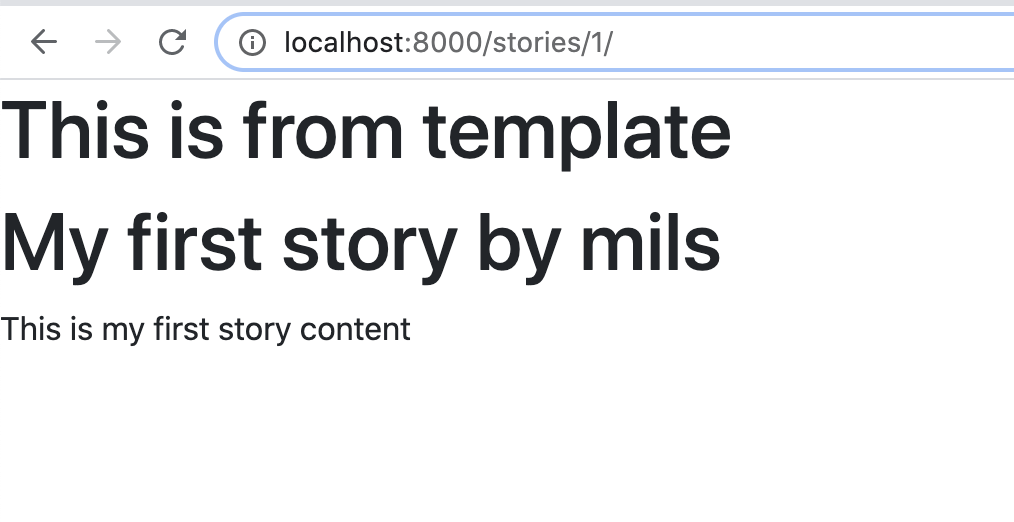 localhost:8000/stories/1/
This is from template
My first story by mils
This is my first story content